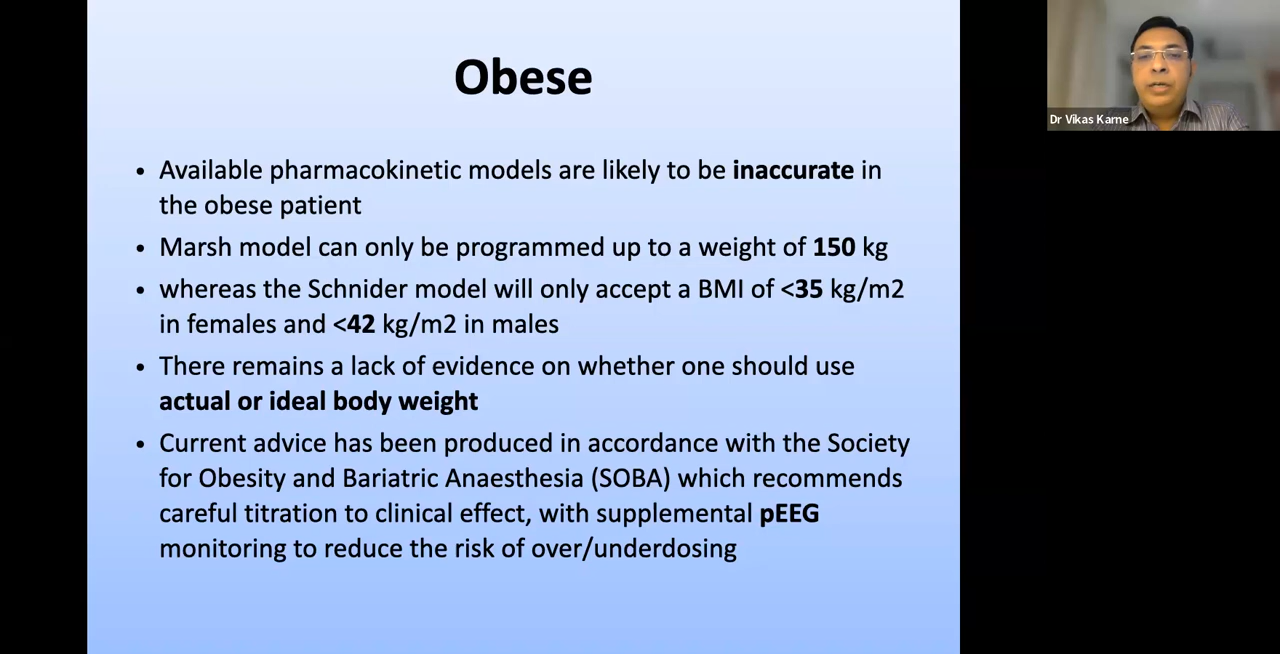 Obese
Dr Vikas Karne
• Available pharmacokinetic models are likely to be inaccurate in
the obese patient
• Marsh model can only be programmed up to a weight of 150 kg
• whereas the Schnider model will only accept a BMI of <35 kg/m2
in females and <42 kg/m2 in males
• There remains a lack of evidence on whether one should use
actual or ideal body weight
• Current advice has been produced in accordance with the Society
for Obesity and Bariatric Anaesthesia (SOBA) which recommends
careful titration to clinical effect, with supplemental pEEG
monitoring to reduce the risk of over/underdosing